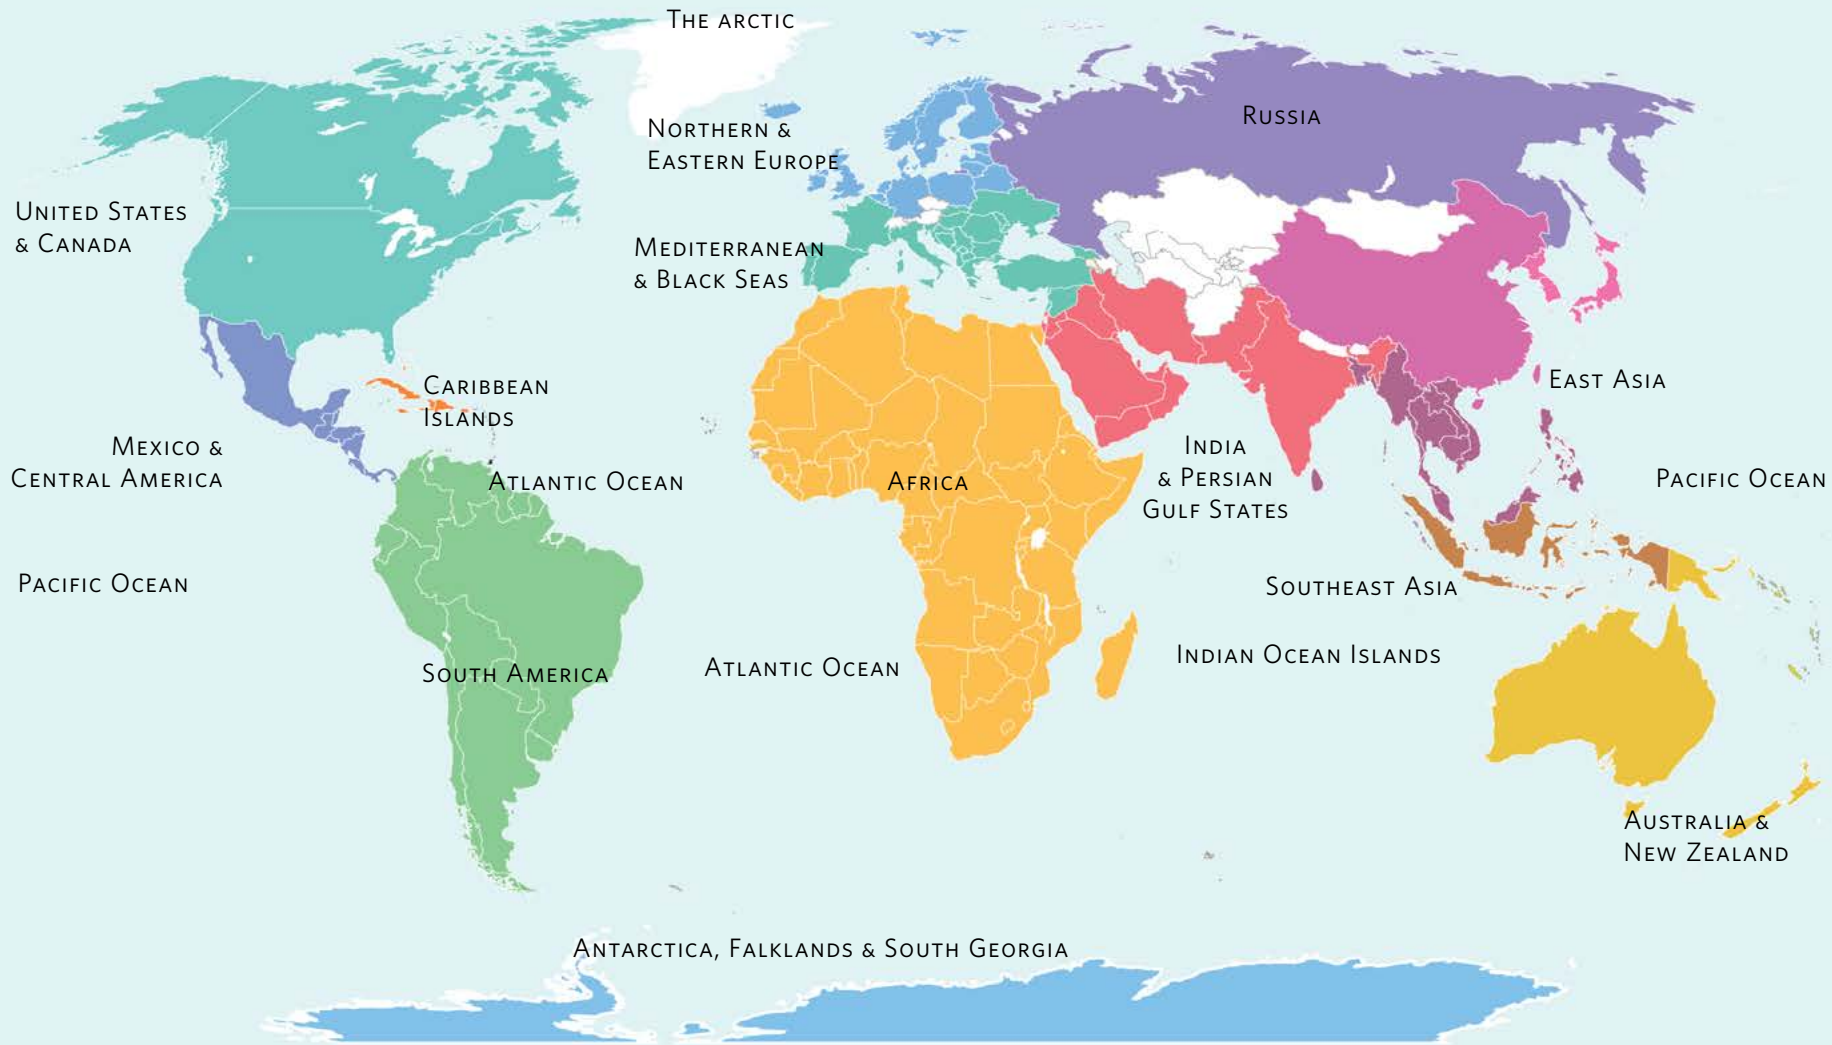 The arctic
Russia
Northern &
Eastern Europe
United States
& Canada
Mediterranean
& Black Seas
East Asia
Caribbean
Islands
Mexico &
Central America
India
& Persian
Gulf States
Atlantic Ocean
Africa
Pacific Ocean
Pacific Ocean
Southeast Asia
Indian Ocean Islands
Atlantic Ocean
South America
Australia &
New Zealand
Antarctica, Falklands & South Georgia